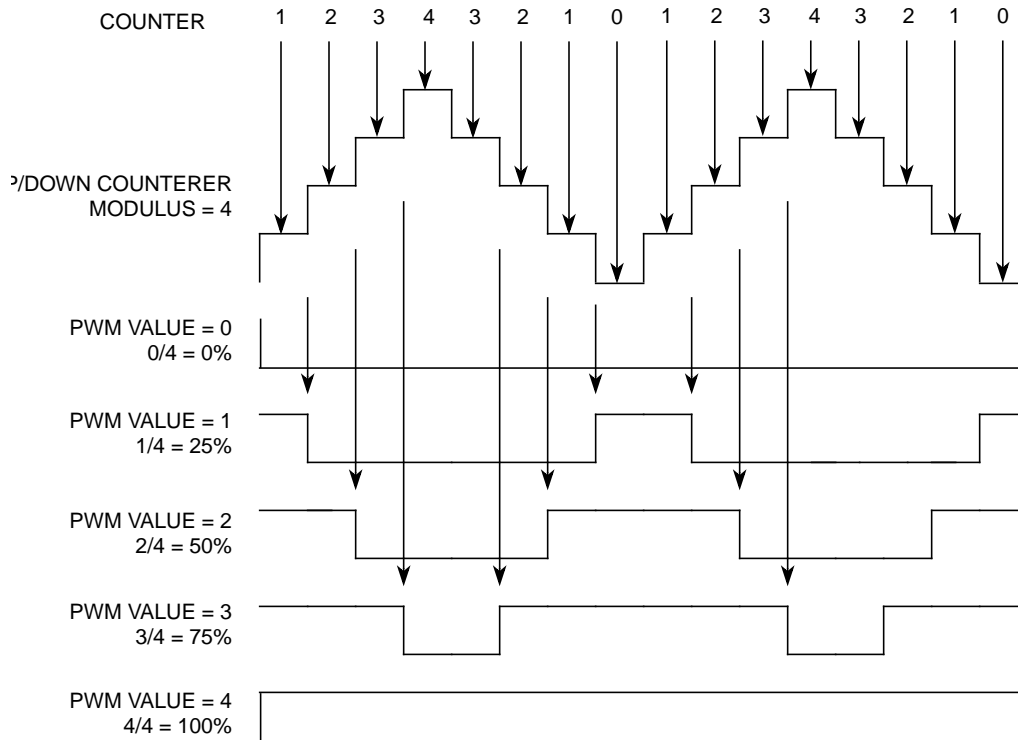 COUNTER 1 2 3 4 3 2 1 0 1 2 3 4 3 2 1 0
P/DOWN COUNTERER
MODULUS = 4
PWM VALUE = 0
0/4 = 0%
PWM VALUE = 1
1/4 = 25%
PWM VALUE = 2
2/4 = 50%
PWM VALUE = 3
3/4 = 75%
PWM VALUE = 4
4/4 = 100%